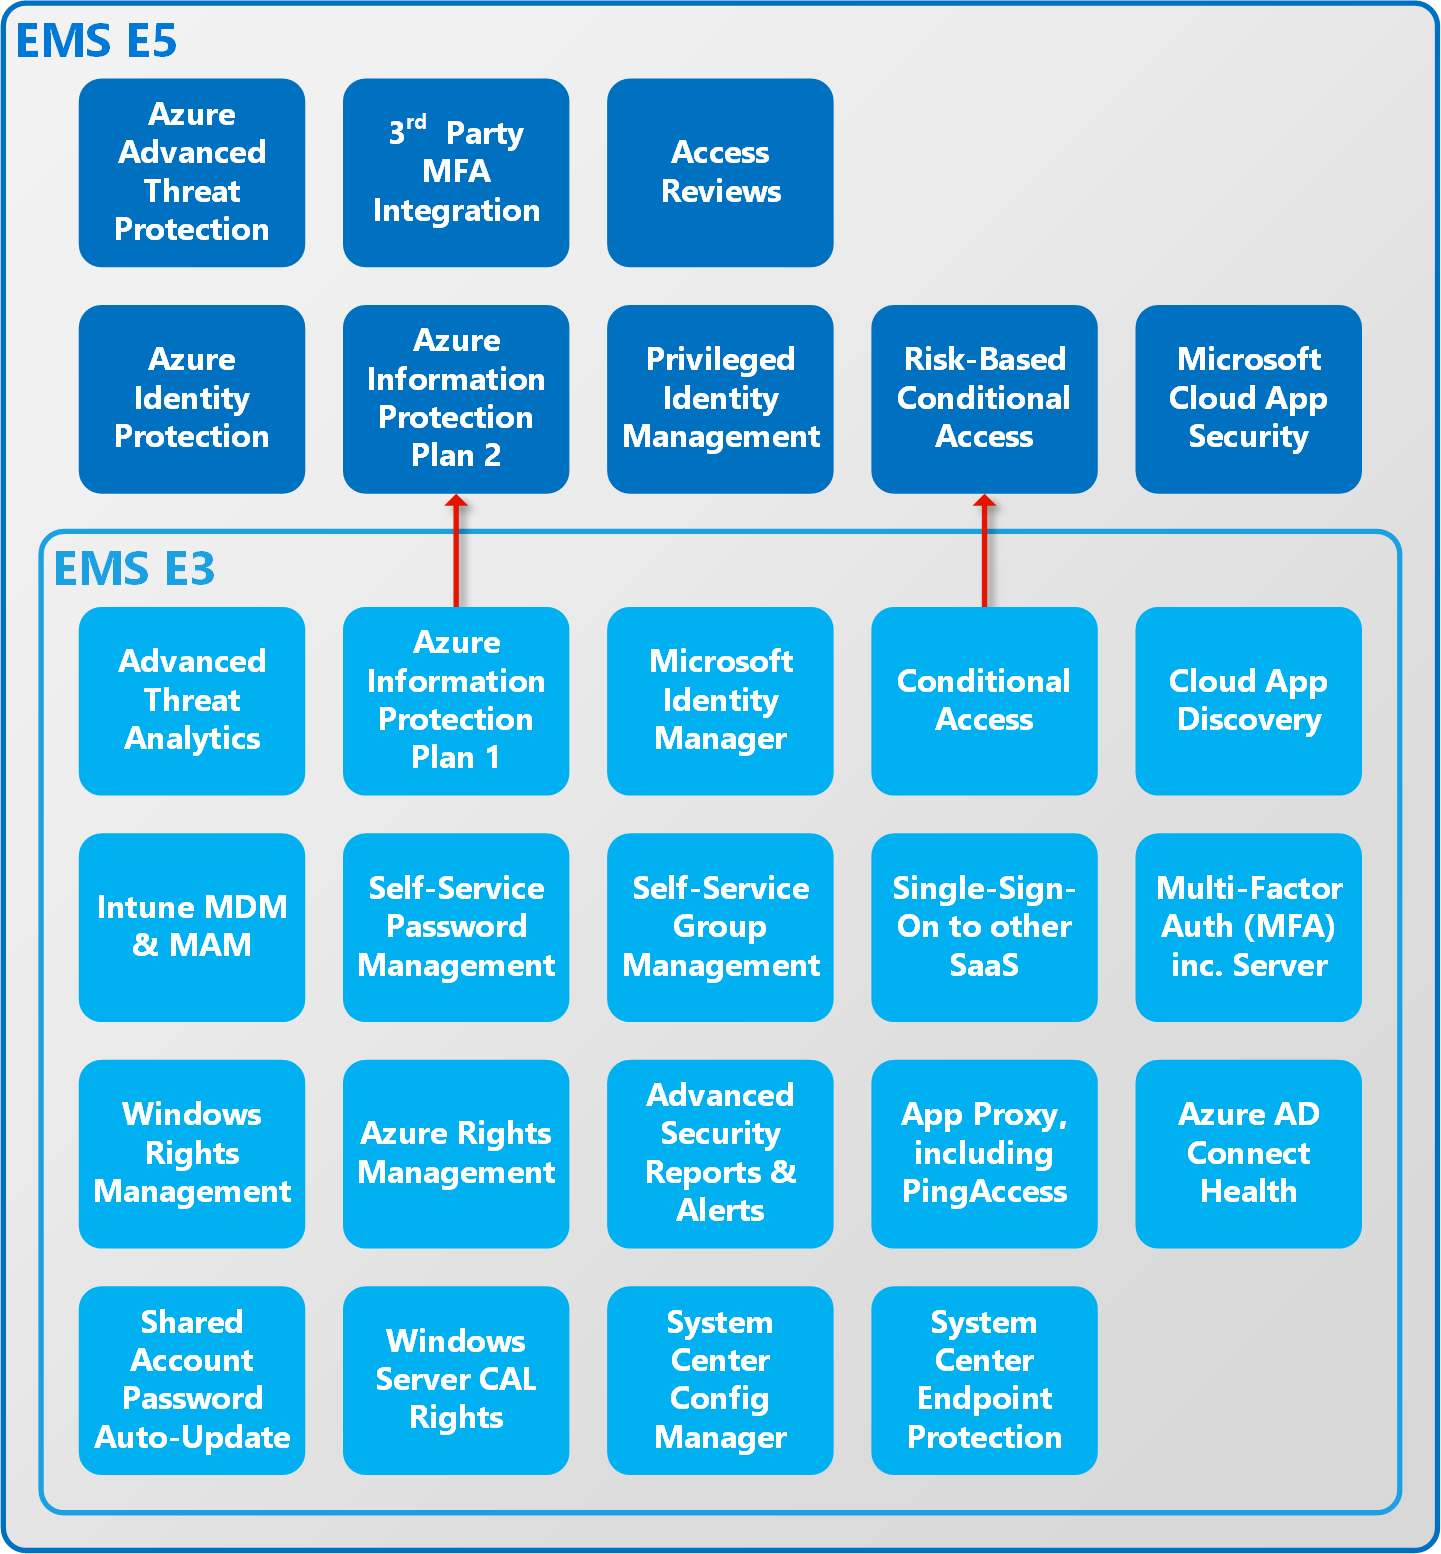 EMS E5
Azure
Advanced
Threat
Protection
3rd Party
MFA
Integration
Access
Reviews
Azure
Identity
Protection
Azure
Information
Protection
Plan 2
Privileged
Identity
Management
Risk-Based
Conditional
Access
Microsoft
Cloud App
Security
EMS E3
Advanced
Threat
Analytics
Azure
Information
Protection
Plan 1
Microsoft
Identity
Manager
Conditional
Access
Cloud App
Discovery
Intune MDM
& MAM
Self-Service
Password
Management
Self-Service
Group
Management
Single-Sign-
On to other
SaaS
Multi-Factor
Auth (MFA)
inc. Server
Windows
Rights
Management
Azure Rights
Management
Advanced
Security
Reports &
Alerts
App Proxy,
including
PingAccess
Azure AD
Connect
Health
Shared
Account
Password
Auto-Update
Windows
Server CAL
Rights
System
Center
Config
Manager
System
Center
Endpoint
Protection